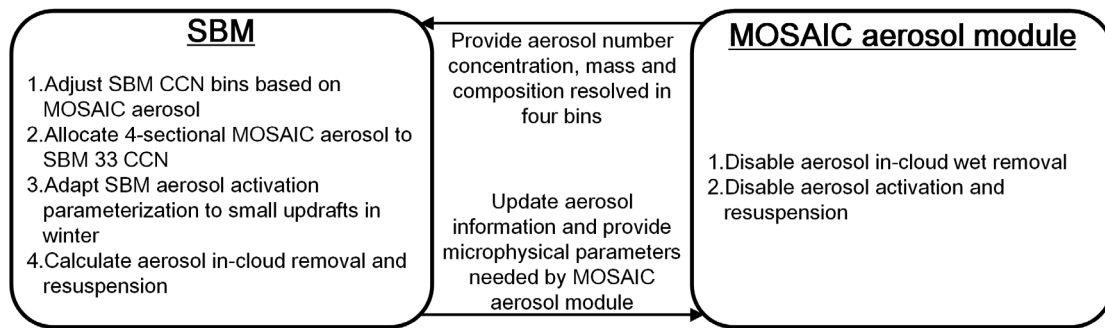 SBM
1.Adjust SBM CCN bins based on
MOSAIC aerosol
2.Allocate 4-sectional MOSAIC aerosol to
SBM 33 CCN
3.Adapt SBM aerosol activation
parameterization to small updrafts in
winter
4.Calculate aerosol in-cloud removal and
resuspension
Provide aerosol number
concentration, mass and
composition resolved in
four bins
Update aerosol
information and provide
microphysical parameters
needed by MOSAIC
aerosol module
MOSAIC aerosol module
1.Disable aerosol in-cloud wet removal
2.Disable aerosol activation and
resuspension